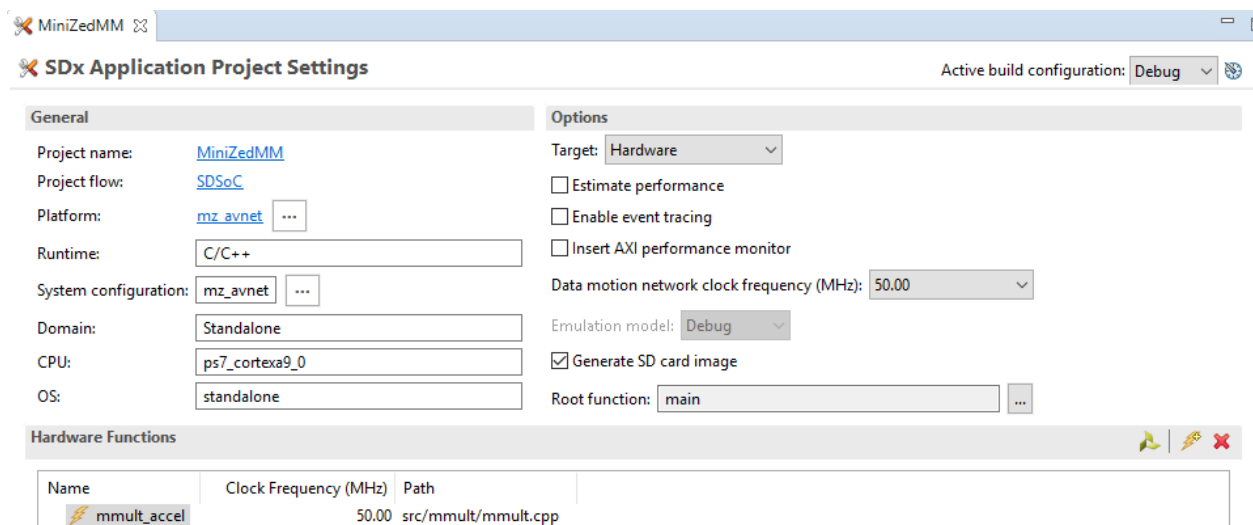 MiniZedMM
SDx Application Project Settings
Active build configuration: Debug
General
Project name: MiniZedMM
Project flow: SDSoC
Platform: mz_avnet ...
Runtime: C/C++
System configuration: mz_avnet ...
Domain: Standalone
CPU: ps7_cortexa9_0
OS: standalone
Options
Target: Hardware
Estimate performance
Enable event tracing
Insert AXI performance monitor
Data motion network clock frequency (MHz): 50.00
Emulation model: Debug
Generate SD card image
Root function: main ...
Hardware Functions
Name Clock Frequency (MHz) Path
mmult_accel 50.00 src/mmult/mmult.cpp